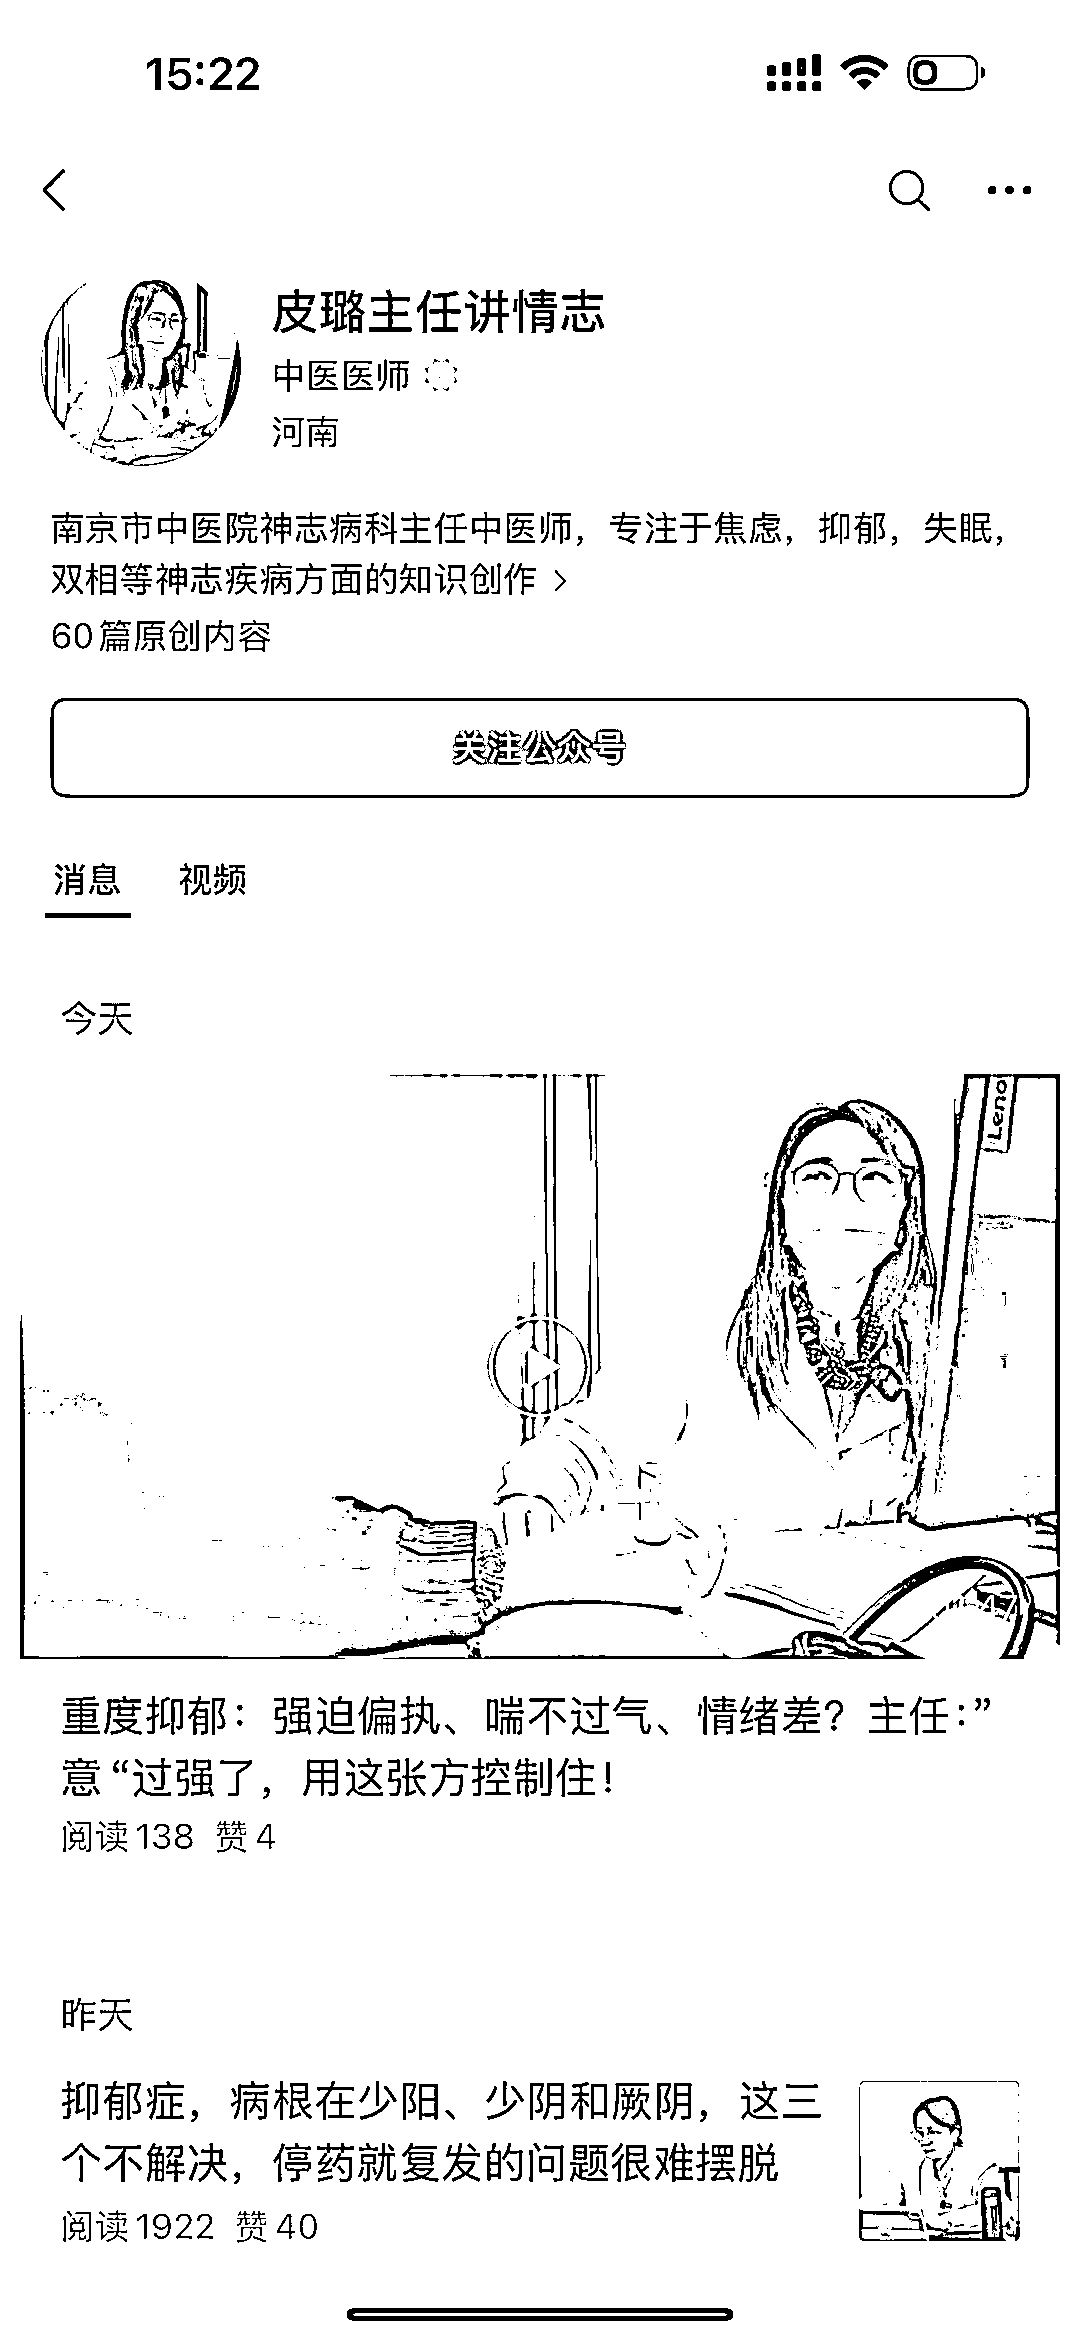 15:22
皮璐主任讲情志
中医医师
河南
南京市中医院神志病科主任中医师，专注于焦虑，抑郁，失眠，
双相等神志疾病方面的知识创作 >
60篇原创内容
关注公众号
消息 视频
今天
Leno
重度抑郁：强迫偏执、喘不过气、情绪差？主任：”
意“过强了，用这张方控制住！
阅读138 赞4
昨天
抑郁症，病根在少阳、少阴和厥阴，这三
个不解决，停药就复发的问题很难摆脱
阅读1922 赞40